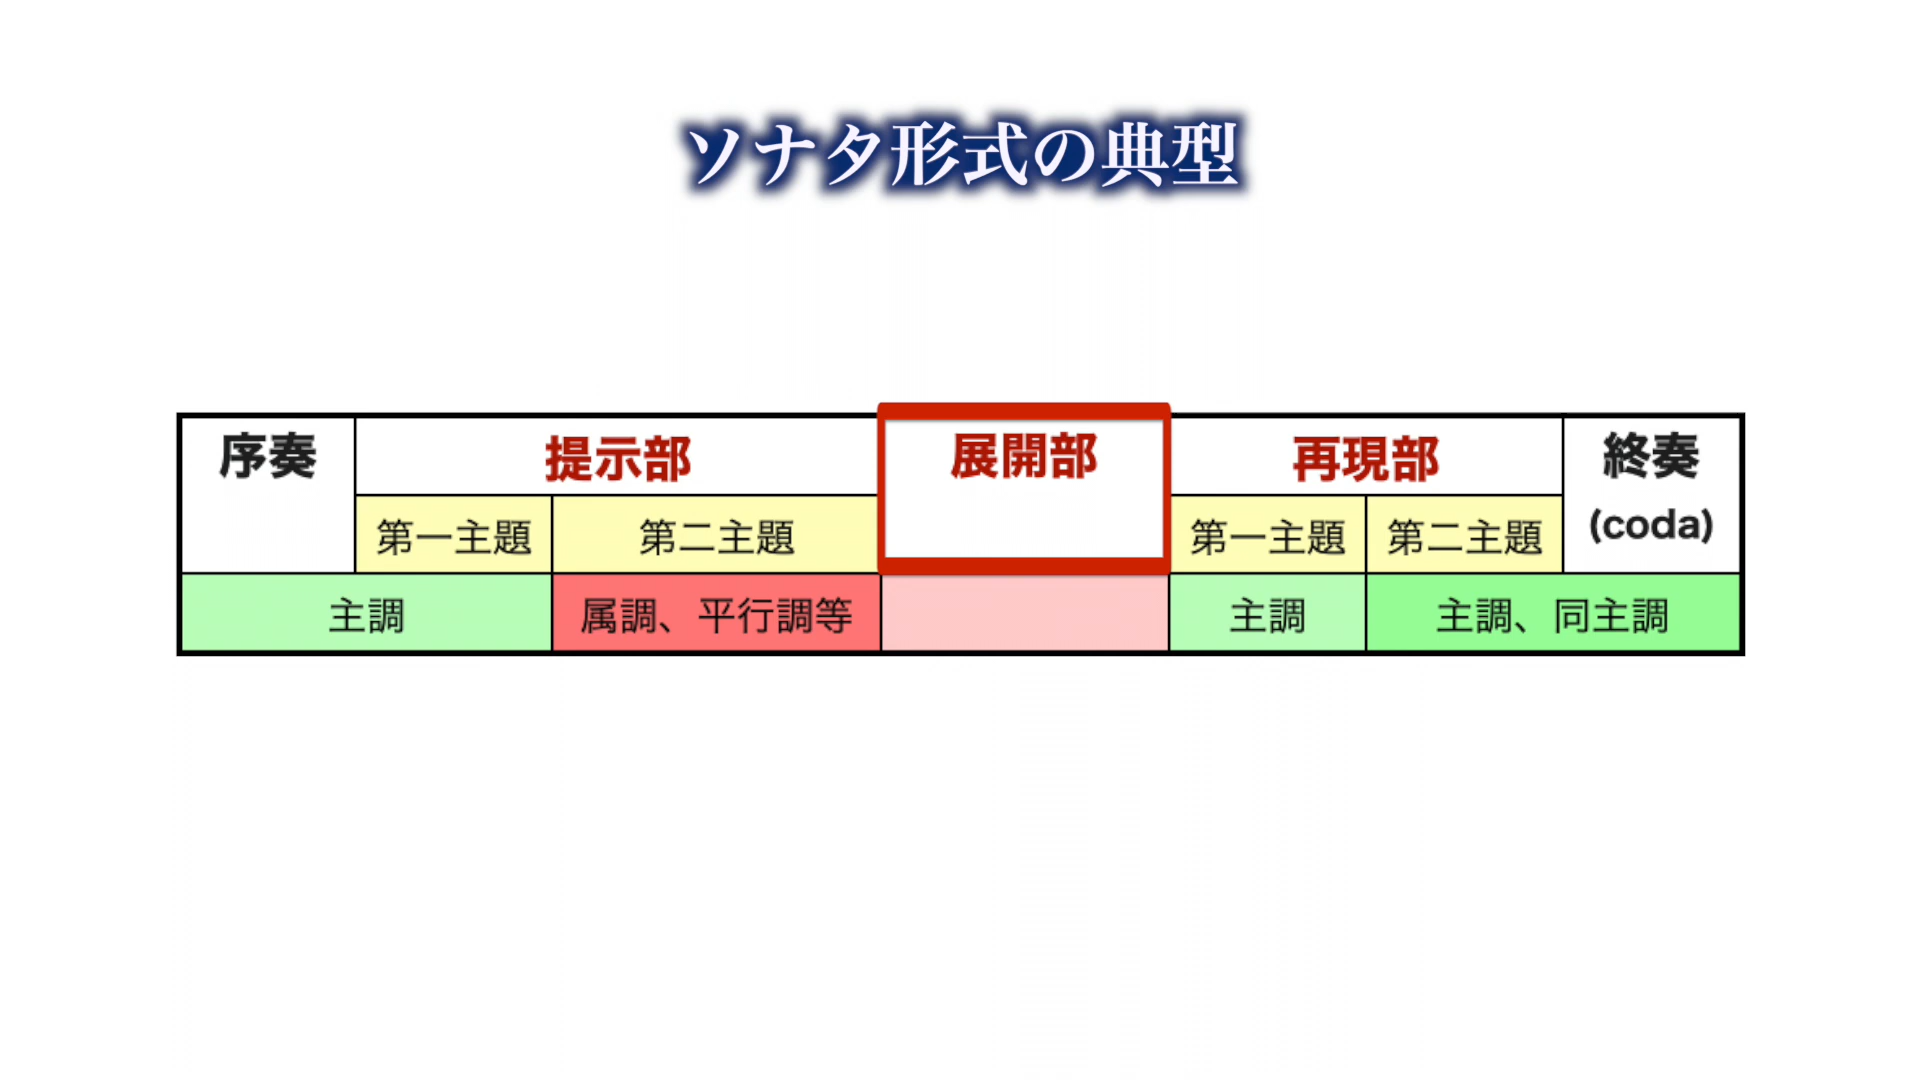 ソナタ形式の典型
序奏 提示部 展開部 再現部 終奏
(coda)
第一主題 第二主題 第一主題 第二主題
主調 属調、平行調等 主調 主調、同主調